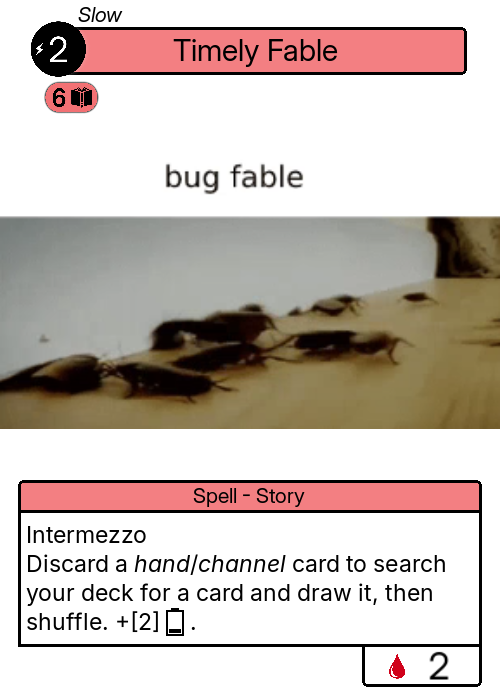 Slow
2
Timely Fable
6
bug fable
Spell - Story
Intermezzo
Discard a hand/channel card to search
your deck for a card and draw it, then
shuffle. +[2] .
2